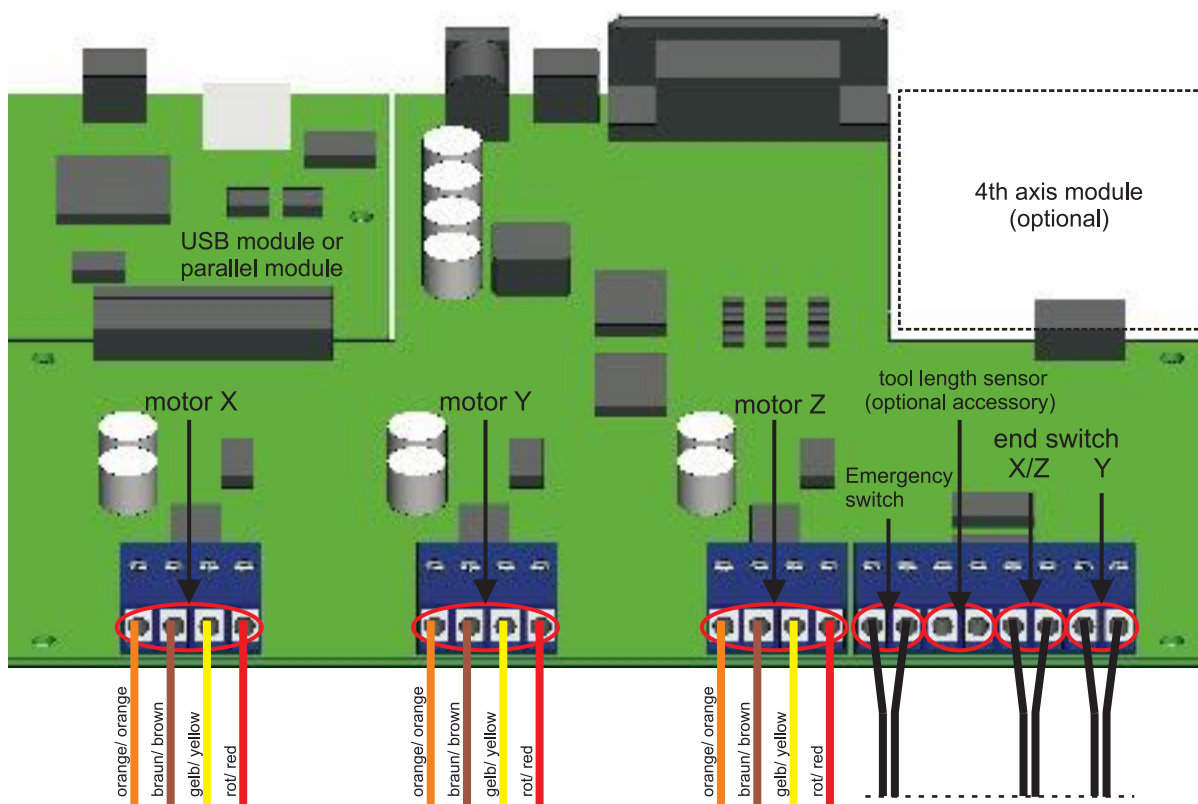 4th axis module
(optional)
USB module or
parallel module
motor X
motor Y
motor Z
tool length sensor
(optional accessory)
end switch
X/Z
Y
Emergency
switch
orange/ orange
braun/ brown
gelb/ yellow
rot/ red
orange/ orange
braun/ brown
gelb/ yellow
rot/ red
orange/ orange
braun/ brown
gelb/ yellow
rot/ red